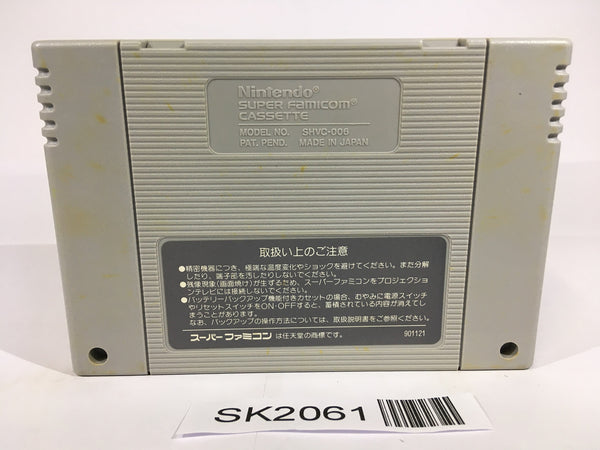 Nintendo®
SUPER FAMICOM®
CASSETTE
MODEL NO. SHVC-006
PAT. PEND. MADE IN JAPAN
取扱い上のご注意
●精密機器につき、極端な温度変化やショックを避けてください。また分解
したり、端子部を汚したりしないでください。
●残像現象(画面焼け)が生ずるため、スーパーファミコンをプロジェクショ
ンテレビには接続しないでください。
●バッテリーバックアップ機能付きカセットの場合、むやみに電源スイッチ
やリセットスイッチをON・OFFすると、蓄積されている内容が消えてし
まうことがあります。
なお、バックアップの操作方法については、取扱説明書をご参照ください。
スーパーファミコンは任天堂の商標です。 901121
SK2061